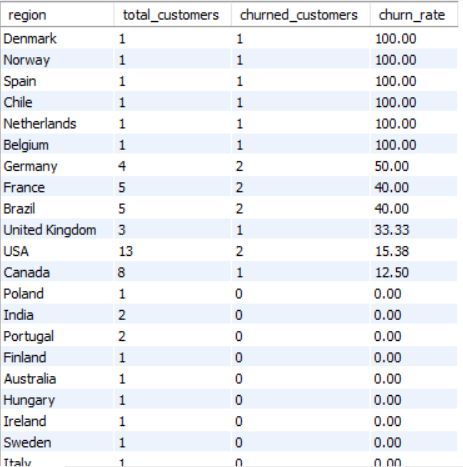 region total_customers churned_customers churn_rate
Denmark 1 1 100.00
Norway 1 1 100.00
Spain 1 1 100.00
Chile 1 1 100.00
Netherlands 1 1 100.00
Belgium 1 1 100.00
Germany 4 2 50.00
France 5 2 40.00
Brazil 5 2 40.00
United Kingdom 3 1 33.33
USA 13 2 15.38
Canada 8 1 12.50
Poland 1 0 0.00
India 2 0 0.00
Portugal 2 0 0.00
Finland 1 0 0.00
Australia 1 0 0.00
Hungary 1 0 0.00
Ireland 1 0 0.00
Sweden 1 0 0.00
Italy 1 0 0.00